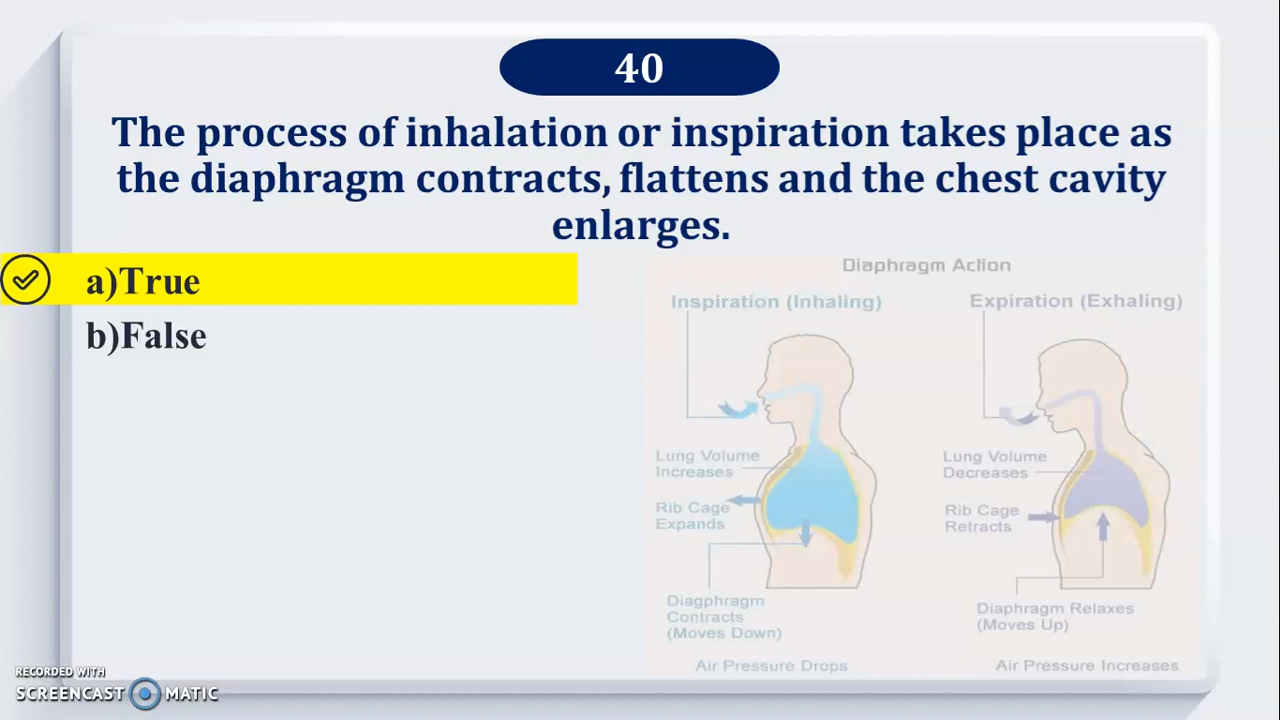 40
The process of inhalation or inspiration takes place as
the diaphragm contracts, flattens and the chest cavity
enlarges.
a)True
b)False
Diaphragm Action
Inspiration (Inhaling)
Expiration (Exhaling)
Lung Volume
Increases
Lung Volume
Decreases
Rib Cage
Expands
Rib Cage
Retracts
Diagphragm
Contracts
(Moves Down)
Diaphragm Relaxes
(Moves Up)
Air Pressure Drops
Air Pressure Increases
RECORDED WITH
SCREENCAST MATIC